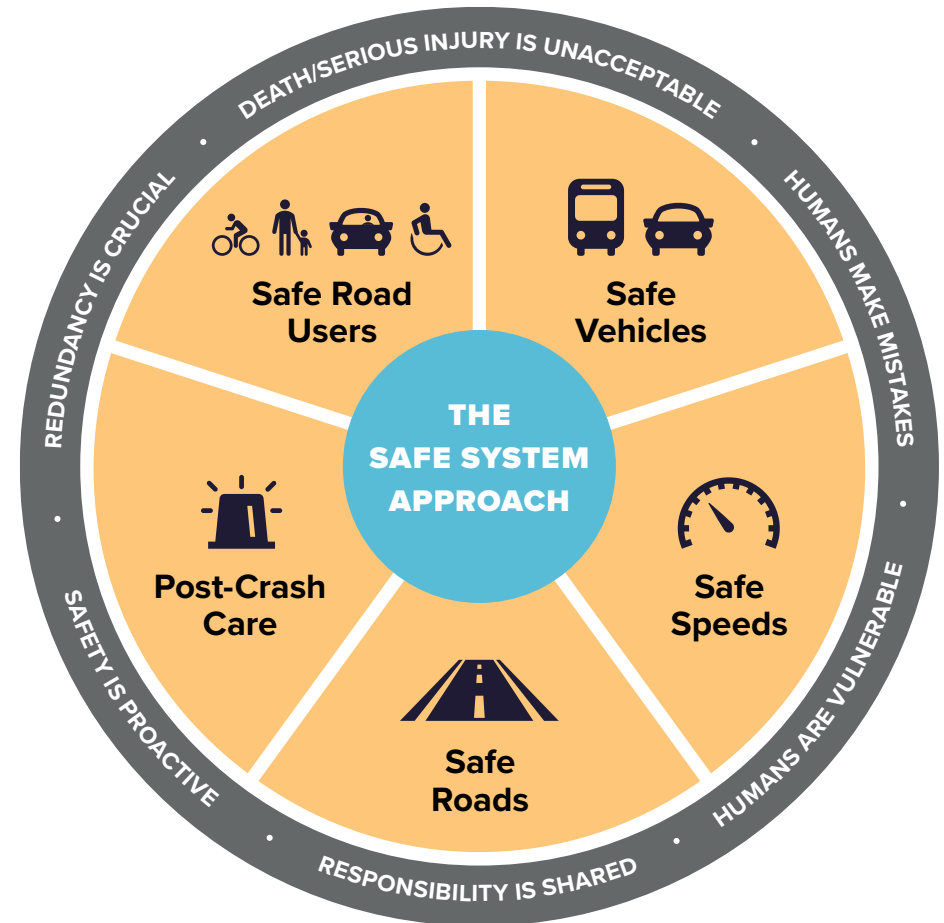 DEATH/SERIOUS INJURY IS UNACCEPTABLE
HUMANS MAKE MISTAKES
HUMANS ARE VULNERABLE
RESPONSIBILITY IS SHARED
SAFETY IS PROACTIVE
REDUNDANCY IS CRUCIAL
Safe Road
Users
Safe
Vehicles
Safe
Speeds
Safe
Roads
Post-Crash
Care
THE
SAFE SYSTEM
APPROACH